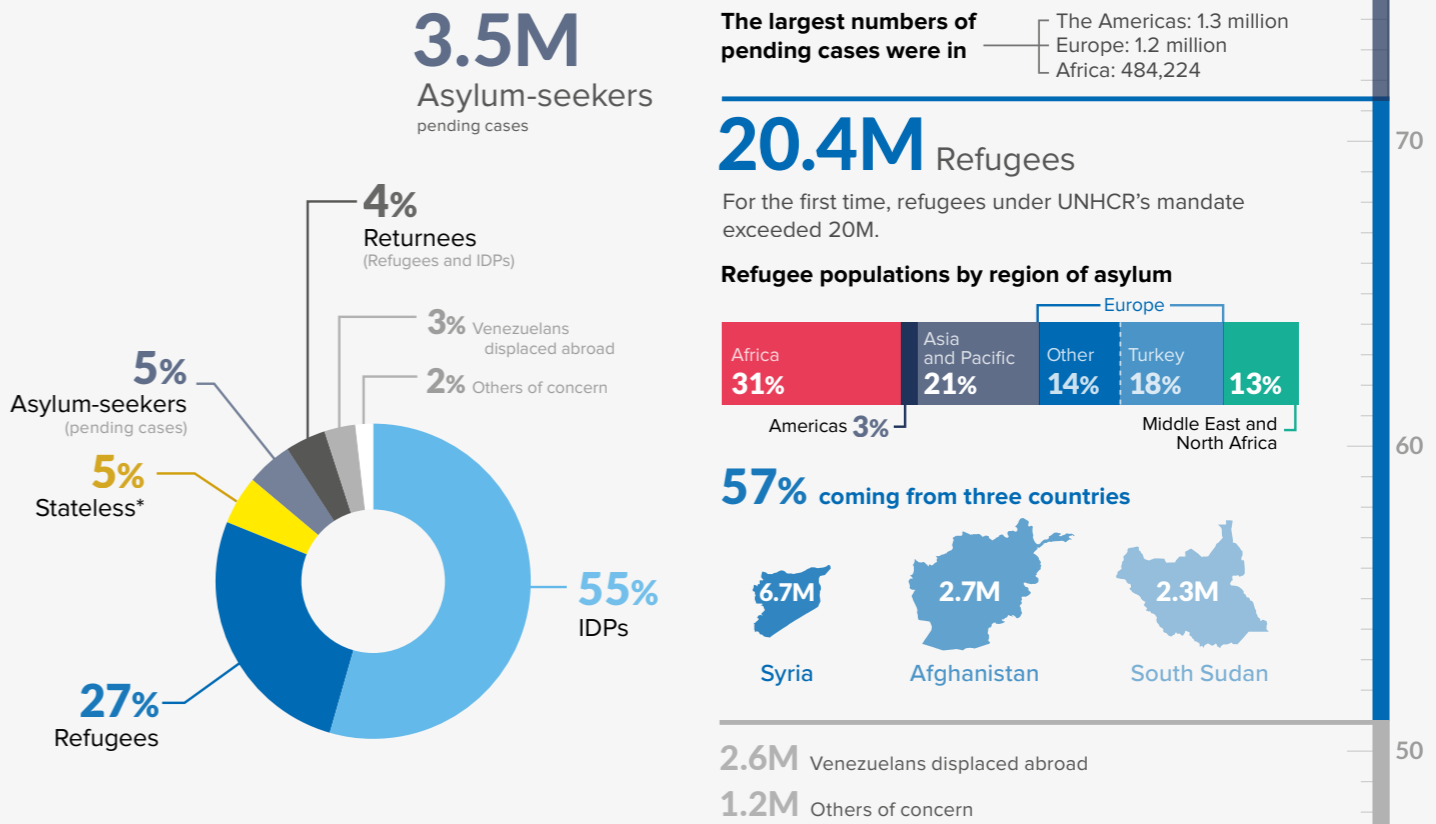 3.5M
Asylum-seekers
pending cases
4%
Returnees
(Refugees and IDPs)
3% Venezuelans
displaced abroad
2% Others of concern
5%
Asylum-seekers
(pending cases)
5%
Stateless*
55%
IDPs
27%
Refugees
The largest numbers of
pending cases were in
The Americas: 1.3 million
Europe: 1.2 million
Africa: 484,224
20.4M Refugees
For the first time, refugees under UNHCR’s mandate
exceeded 20M.
Refugee populations by region of asylum
Europe
Africa
31%
Asia
and Pacific
21%
Other
14%
Turkey
18%
13%
Americas 3%
Middle East and
North Africa
57% coming from three countries
6.7M
2.7M
2.3M
Syria
Afghanistan
South Sudan
2.6M Venezuelans displaced abroad
1.2M Others of concern
70
60
50